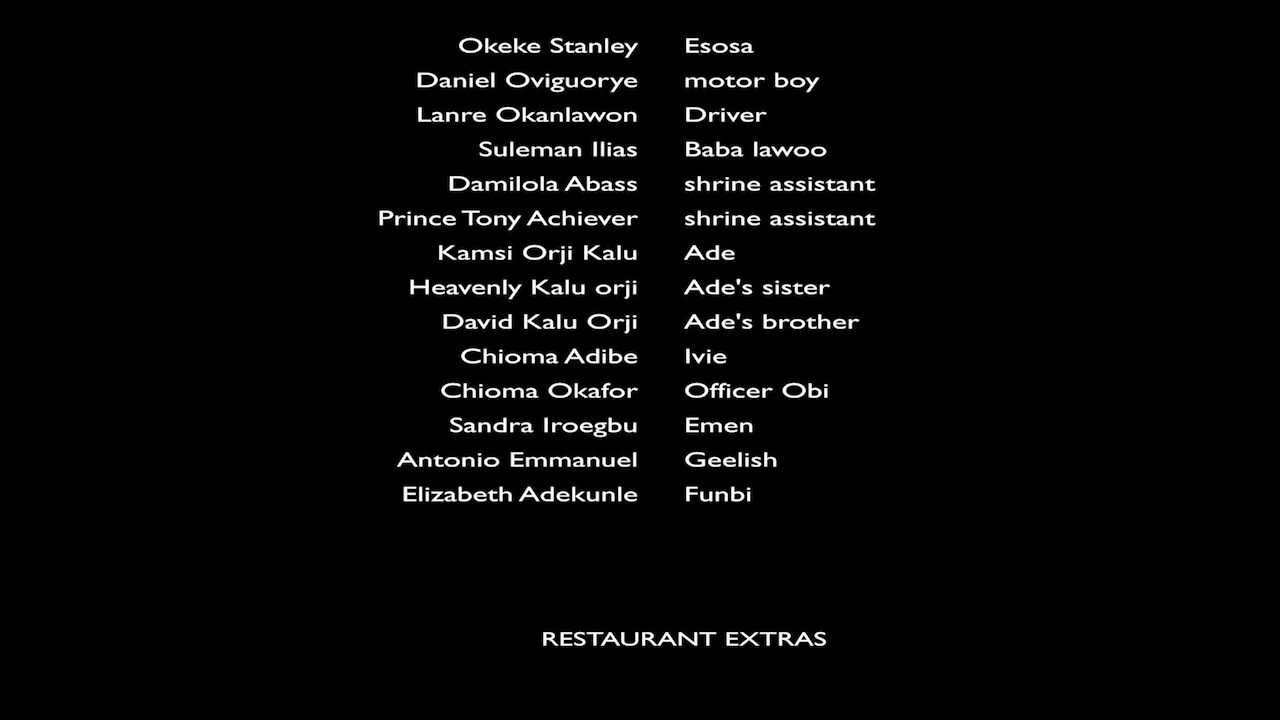 Okeke Stanley Esosa
Daniel Oviguorye motor boy
Lanre Okanlawon Driver
Suleman Ilias Baba lawoo
Damilola Abass shrine assistant
Prince Tony Achiever shrine assistant
Kamsi Orji Kalu Ade
Heavenly Kalu orji Ade's sister
David Kalu Orji Ade's brother
Chioma Adibe Ivie
Chioma Okafor Officer Obi
Sandra Iroegbu Emen
Antonio Emmanuel Geelish
Elizabeth Adekunle Funbi
RESTAURANT EXTRAS